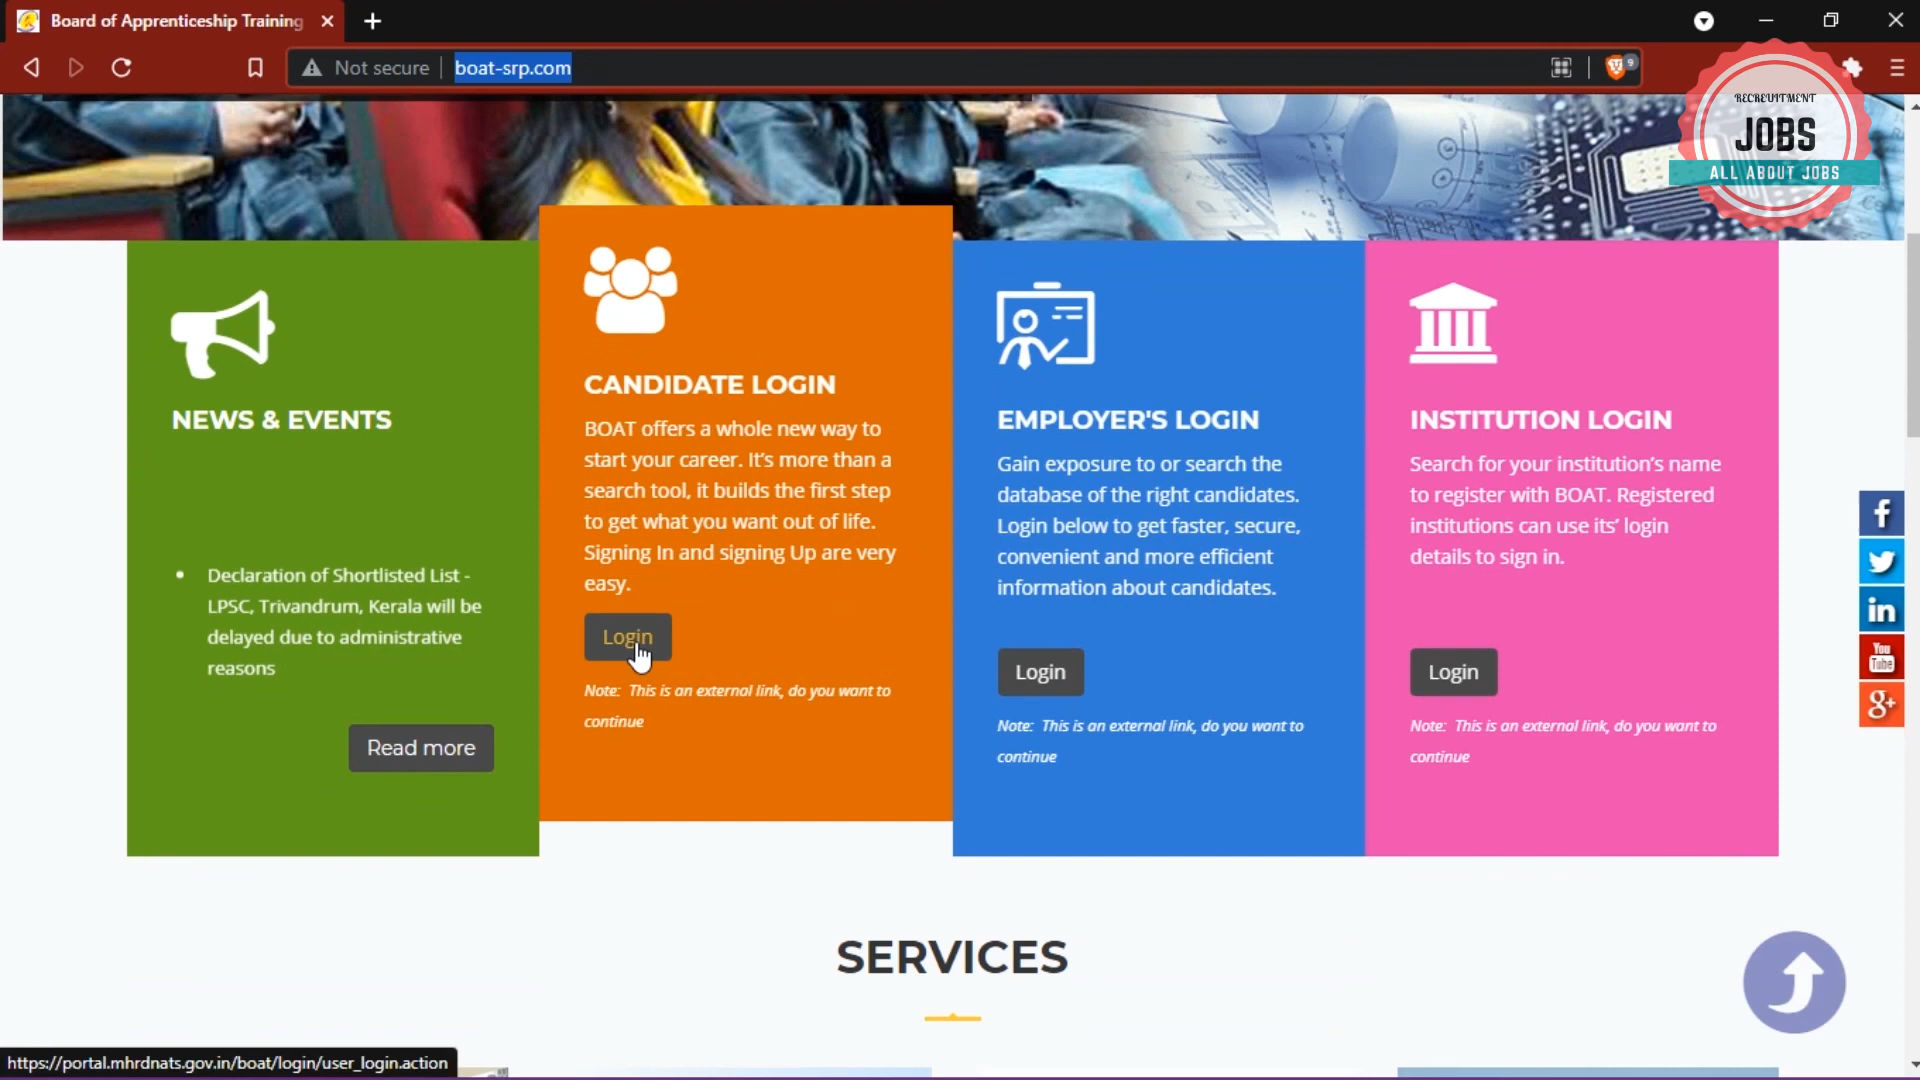 Board of Apprenticeship Training
Not secure
boat-srp.com
9
RECREUITMENT
JOBS
ALL ABOUT JOBS
NEWS & EVENTS
Declaration of Shortlisted List -
LPSC, Trivandrum, Kerala will be
delayed due to administrative
reasons
Read more
CANDIDATE LOGIN
BOAT offers a whole new way to
start your career. It's more than a
search tool, it builds the first step
to get what you want out of life.
Signing In and signing Up are very
easy.
Login
Note: This is an external link, do you want to
continue
EMPLOYER'S LOGIN
Gain exposure to or search the
database of the right candidates.
Login below to get faster, secure,
convenient and more efficient
information about candidates.
Login
Note: This is an external link, do you want to
continue
INSTITUTION LOGIN
Search for your institution's name
to register with BOAT. Registered
institutions can use its' login
details to sign in.
Login
Note: This is an external link, do you want to
continue
f
in
You
Tube
g+
SERVICES
https://portal.mhrdnats.gov.in/boat/login/user_login.action